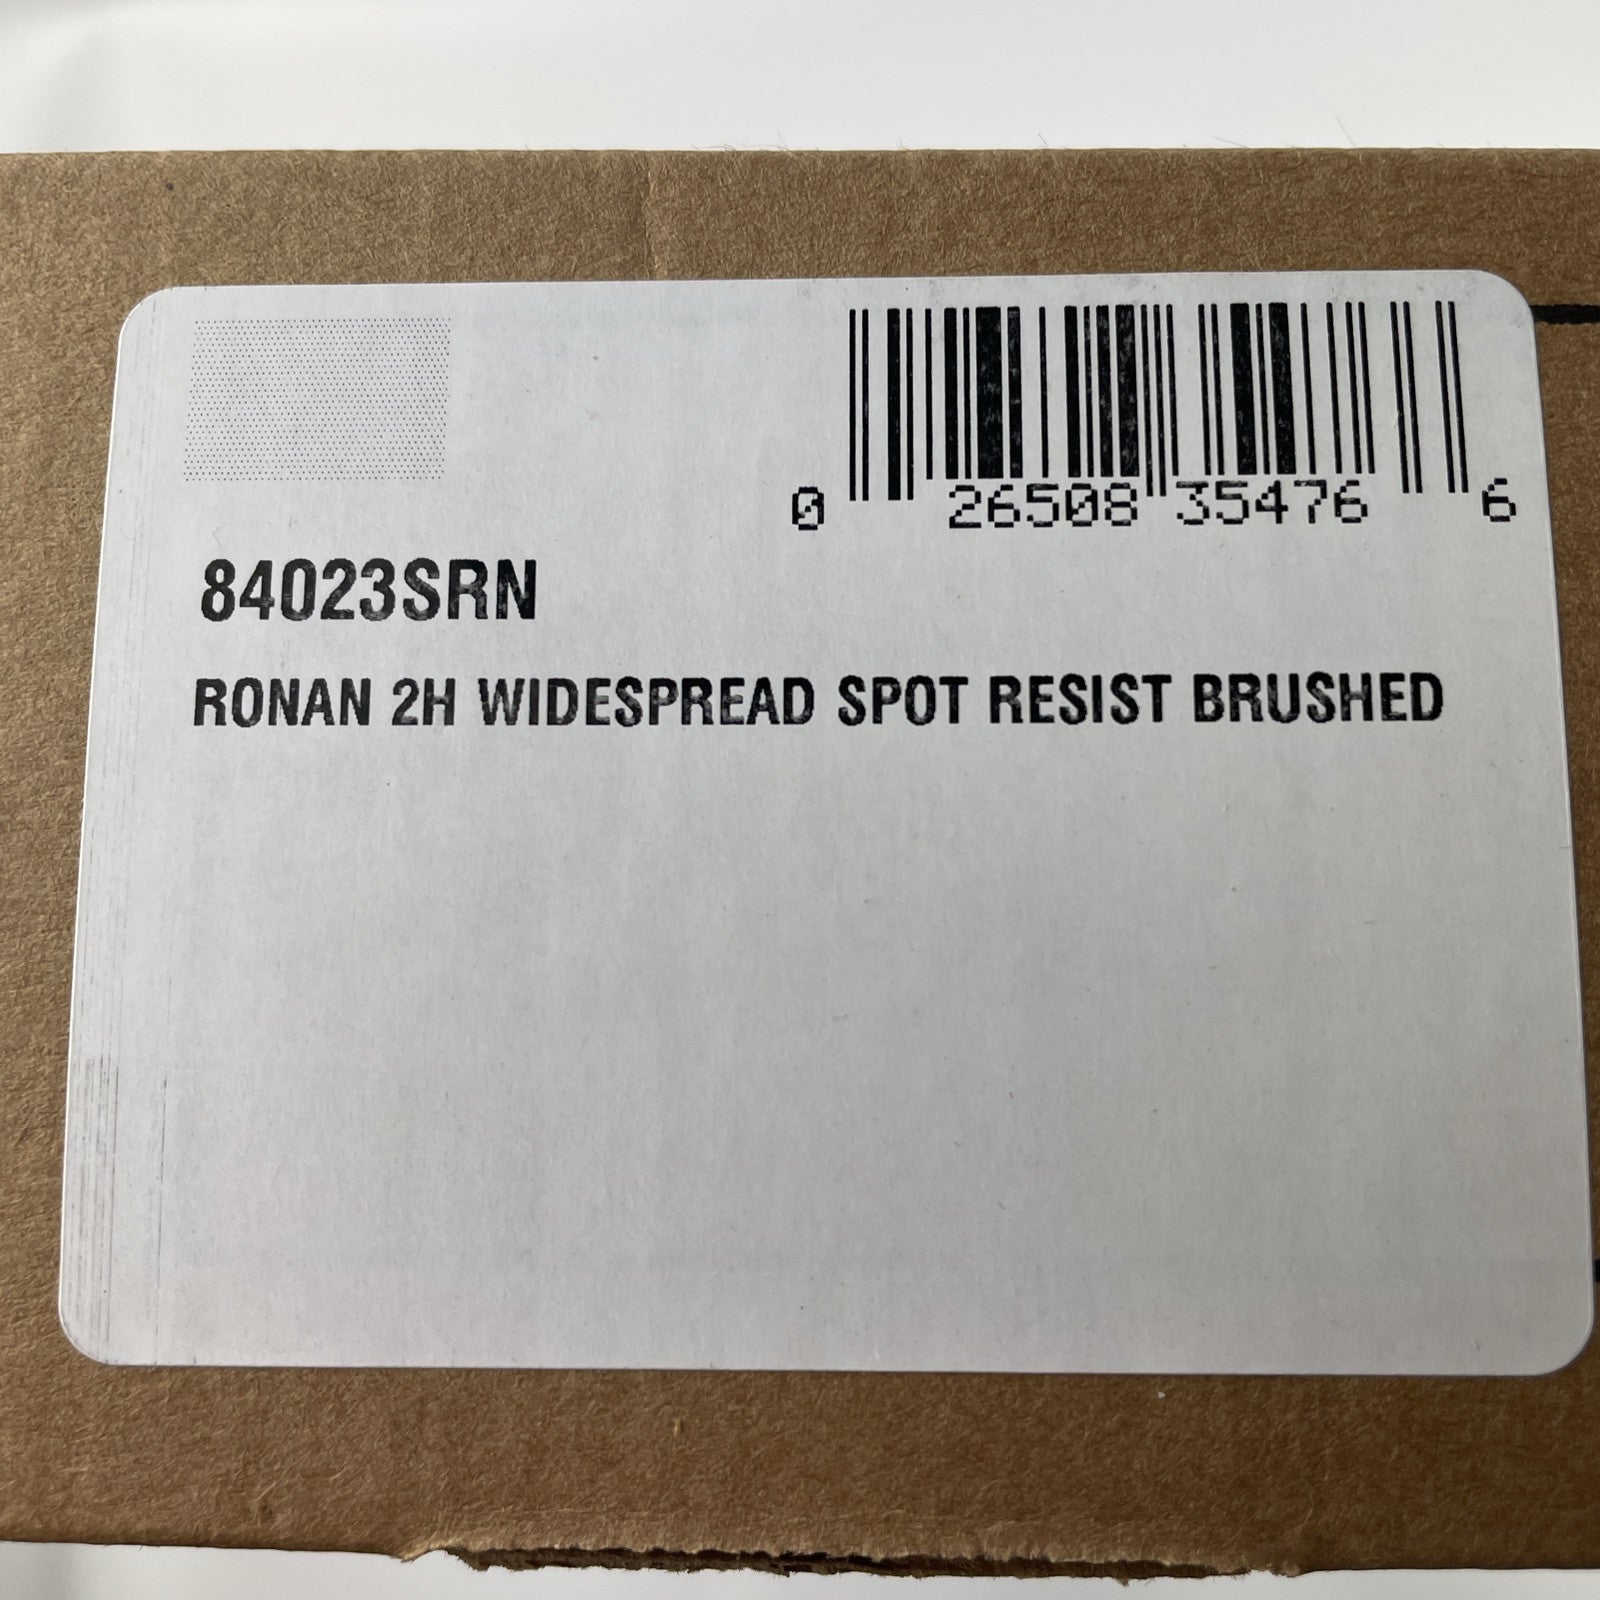 0 26508 35476 6
84023SRN
RONAN 2H WIDESPREAD SPOT RESIST BRUSHED